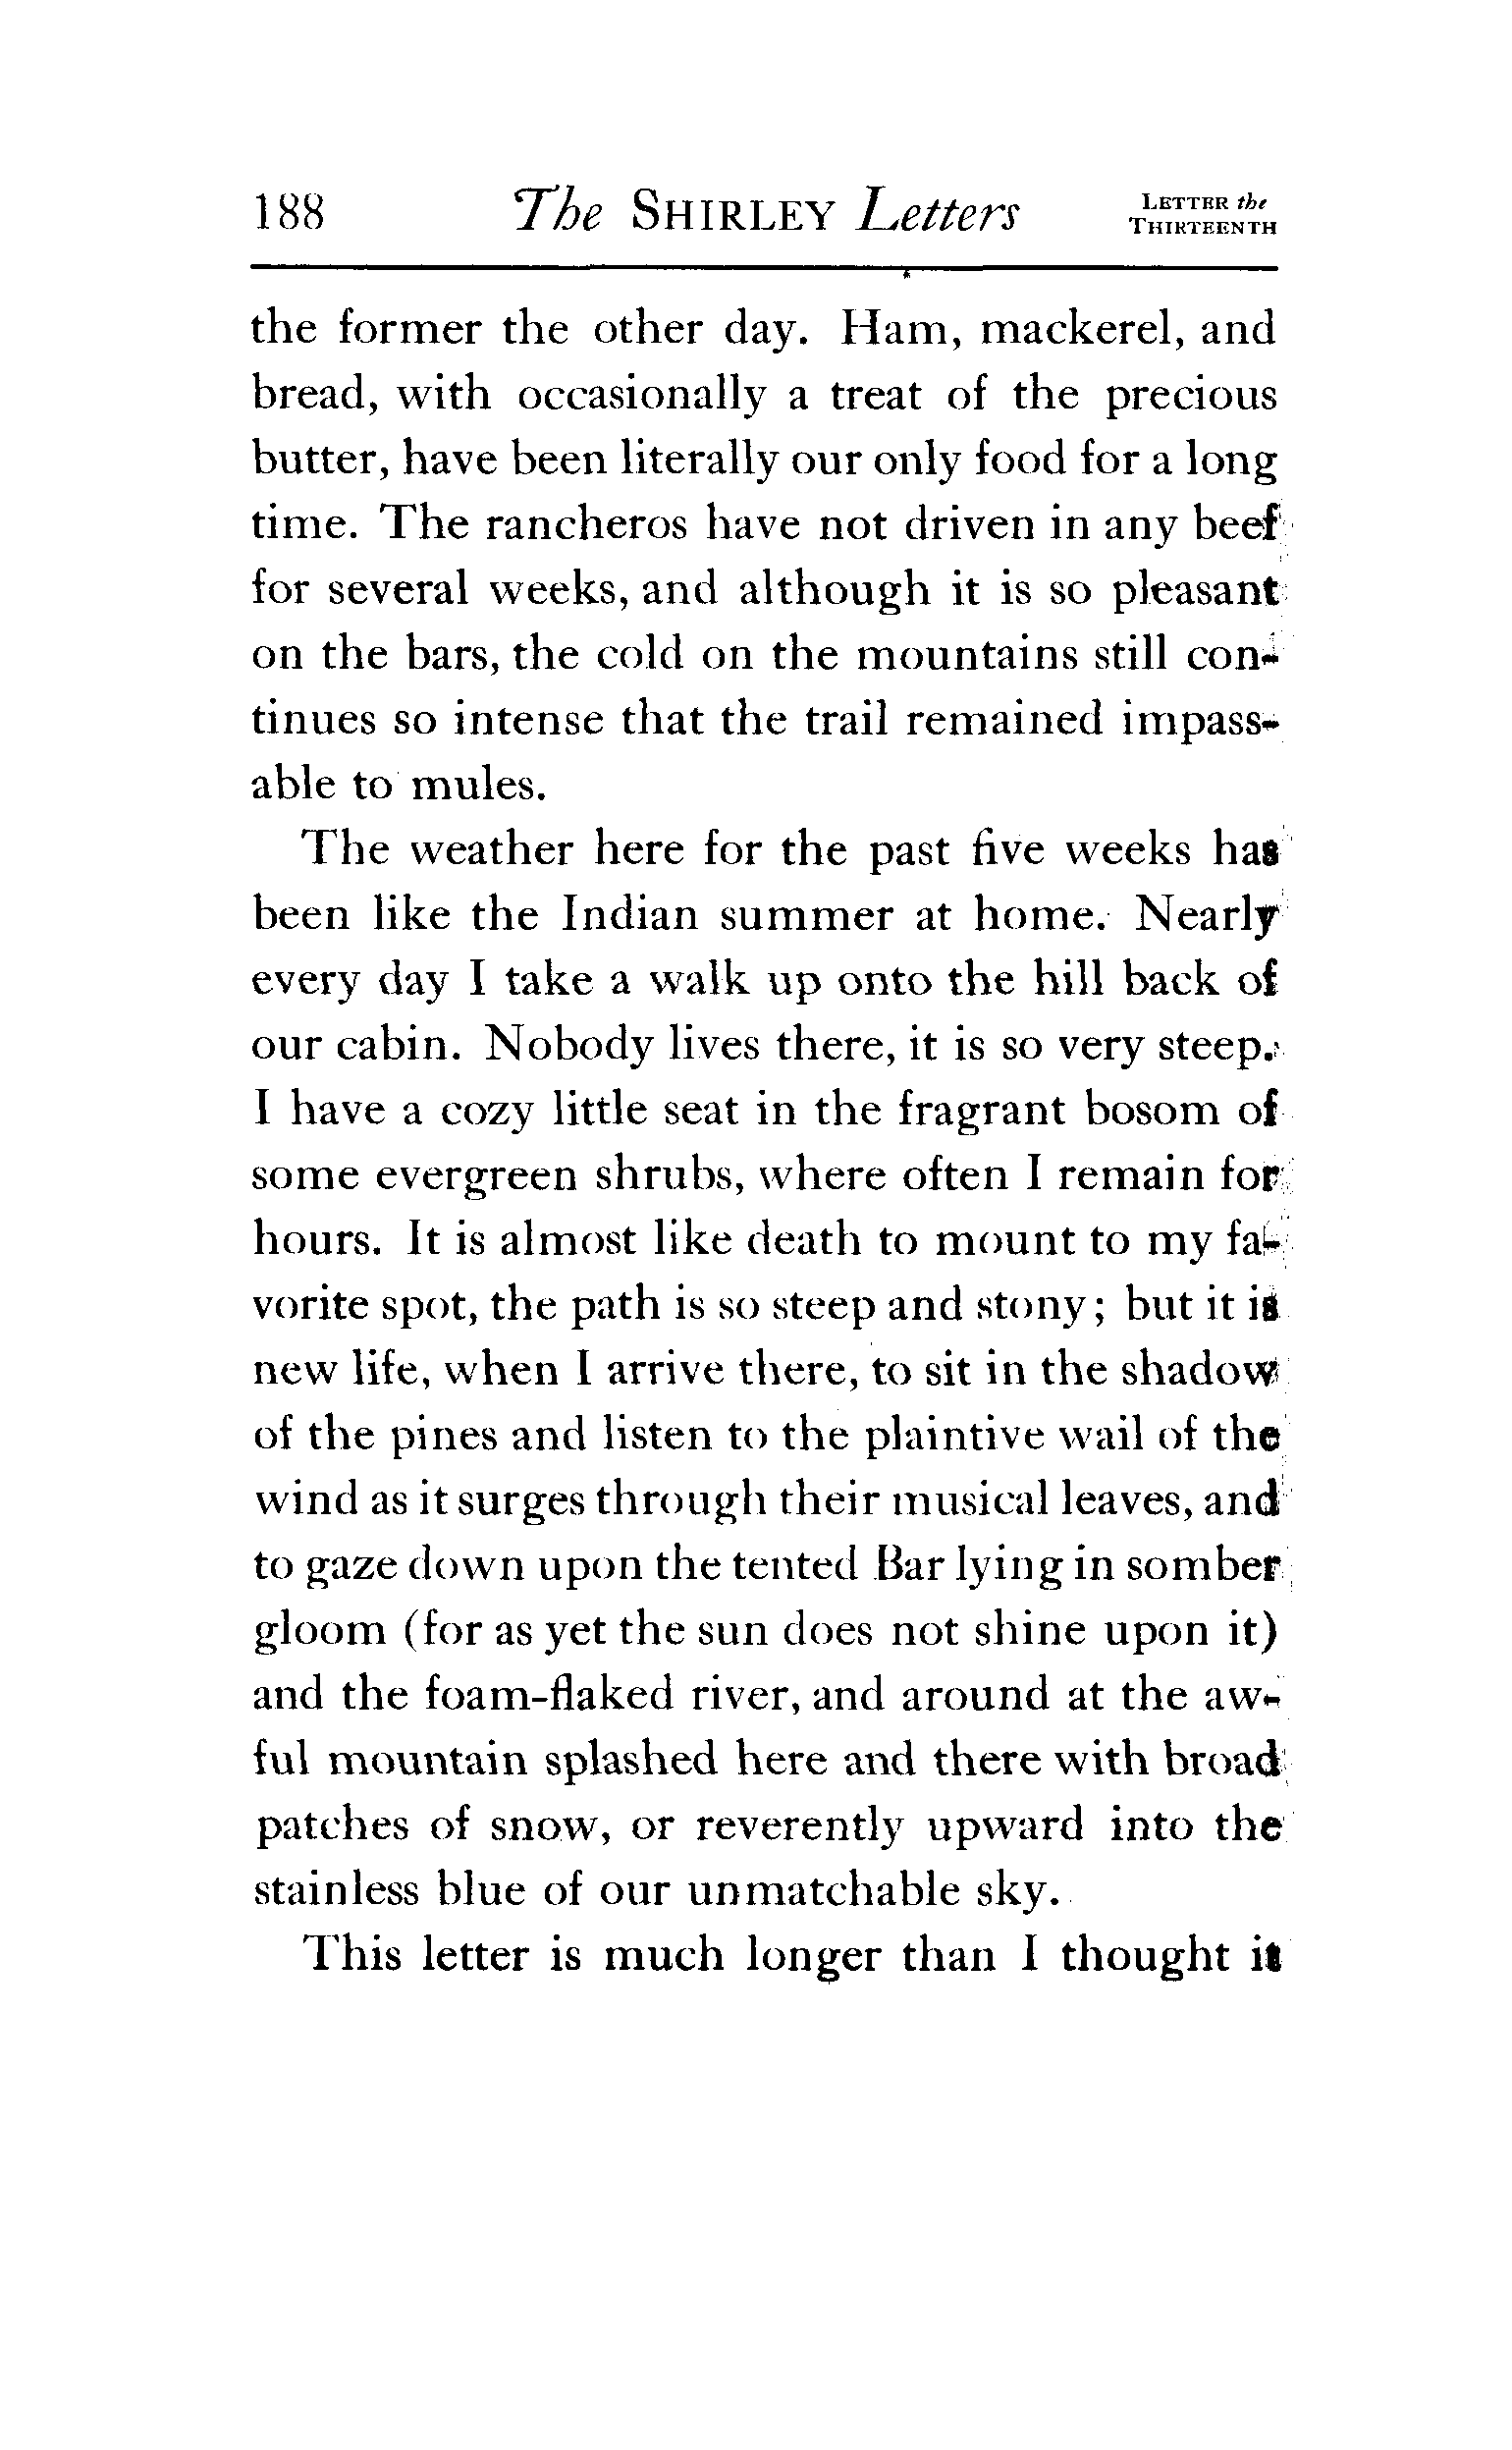 188 The SHIRLEY Letters LETTER the THIRTEENTH
the former the other day. Ham, mackerel, and
bread, with occasionally a treat of the precious
butter, have been literally our only food for a long
time. The rancheros have not driven in any beef
for several weeks, and although it is so pleasant
on the bars, the cold on the mountains still con-
tinues so intense that the trail remained impass-
able to mules.
The weather here for the past five weeks has
been like the Indian summer at home. Nearly
every day I take a walk up onto the hill back of
our cabin. Nobody lives there, it is so very steep.
I have a cozy little seat in the fragrant bosom of
some evergreen shrubs, where often I remain for
hours. It is almost like death to mount to my fa-
vorite spot, the path is so steep and stony; but it is
new life, when I arrive there, to sit in the shadow
of the pines and listen to the plaintive wail of the
wind as it surges through their musical leaves, and
to gaze down upon the tented Bar lying in somber
gloom (for as yet the sun does not shine upon it)
and the foam-flaked river, and around at the aw-
ful mountain splashed here and there with broad
patches of snow, or reverently upward into the
stainless blue of our unmatchable sky.
This letter is much longer than I thought it